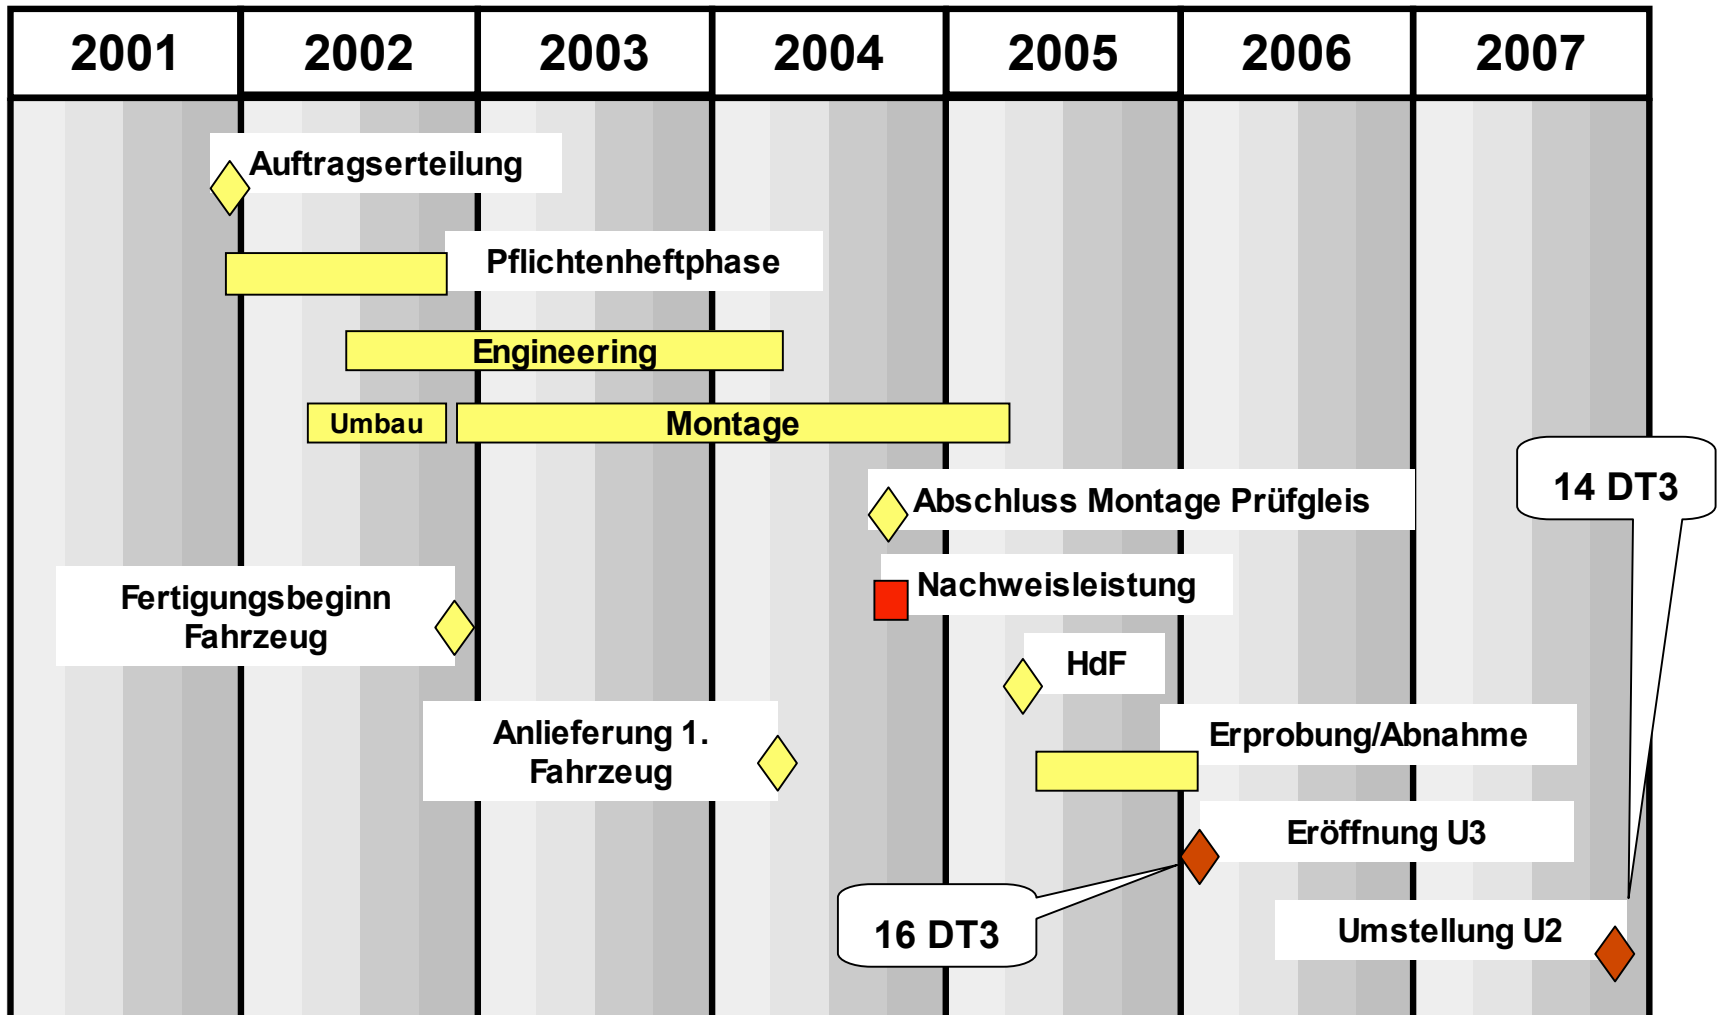 2001 2002 2003 2004 2005 2006 2007
Auftragserteilung
Pflichtenheftphase
Engineering
Umbau
Montage
14 DT3
Abschluss Montage Prüfgleis
Nachweisleistung
Fertigungsbeginn
Fahrzeug
HdF
Anlieferung 1.
Fahrzeug
Erprobung/Abnahme
Eröffnung U3
16 DT3
Umstellung U2